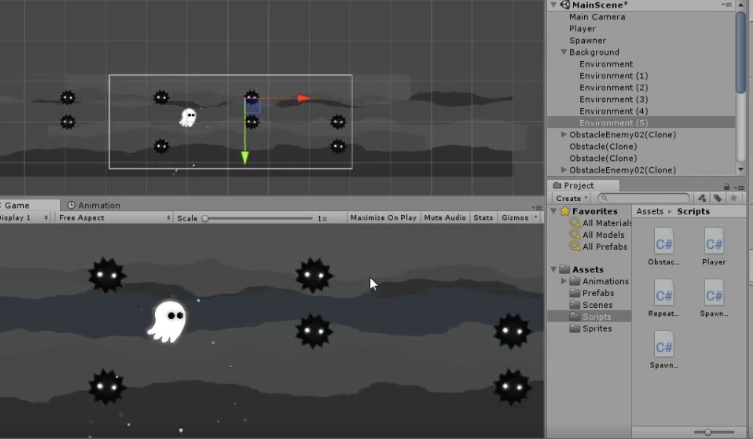 MainScene*
Main Camera
Player
Spawner
Background
Environment
Environment (1)
Environment (2)
Environment (3)
Environment (4)
Environment (5)
ObstacleEnemy02(Clone)
Obstacle(Clone)
Obstacle(Clone)
ObstacleEnemy02(Clone)
Game
Animation
Display 1
Free Aspect
Scale
1x
Maximize On Play
Mute Audio
Stats
Gizmos
Project
Create
Favorites
All Materials
All Models
All Prefabs
Assets
Animations
Prefabs
Scenes
Scripts
Sprites
Assets
Scripts
C#
Obstac...
C#
Player
C#
Repeat...
C#
Spawn...
C#
Spawn...